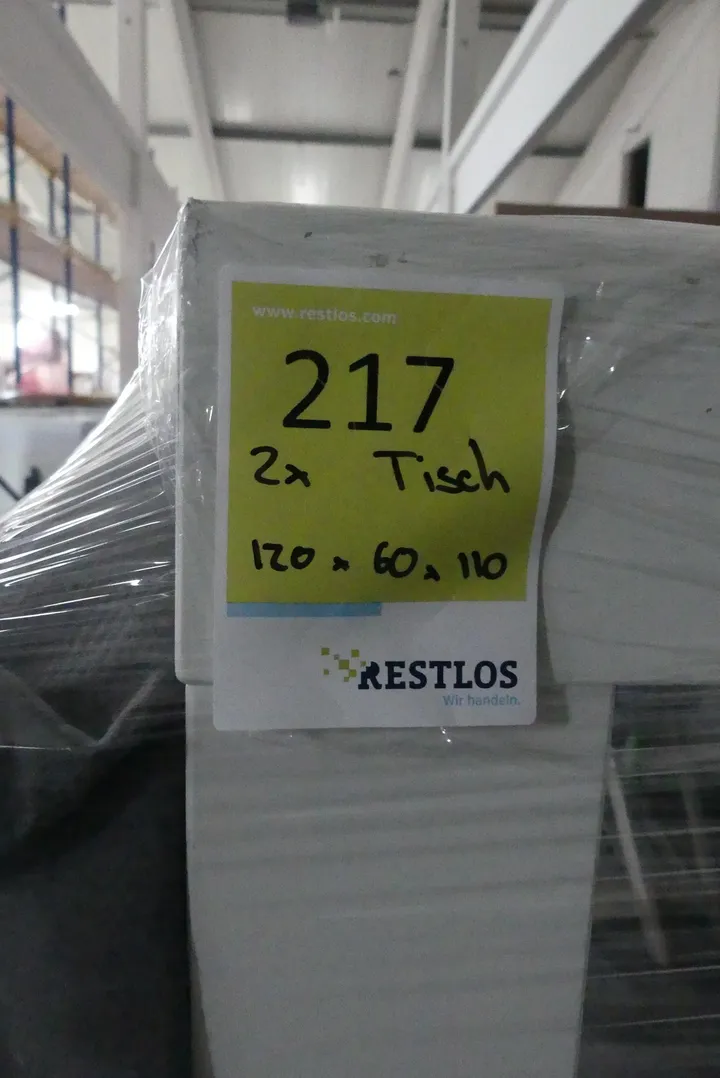 www.restlos.com
217
2x Tisch
120 x 60 x 110
RESTLOS
Wir handeln.